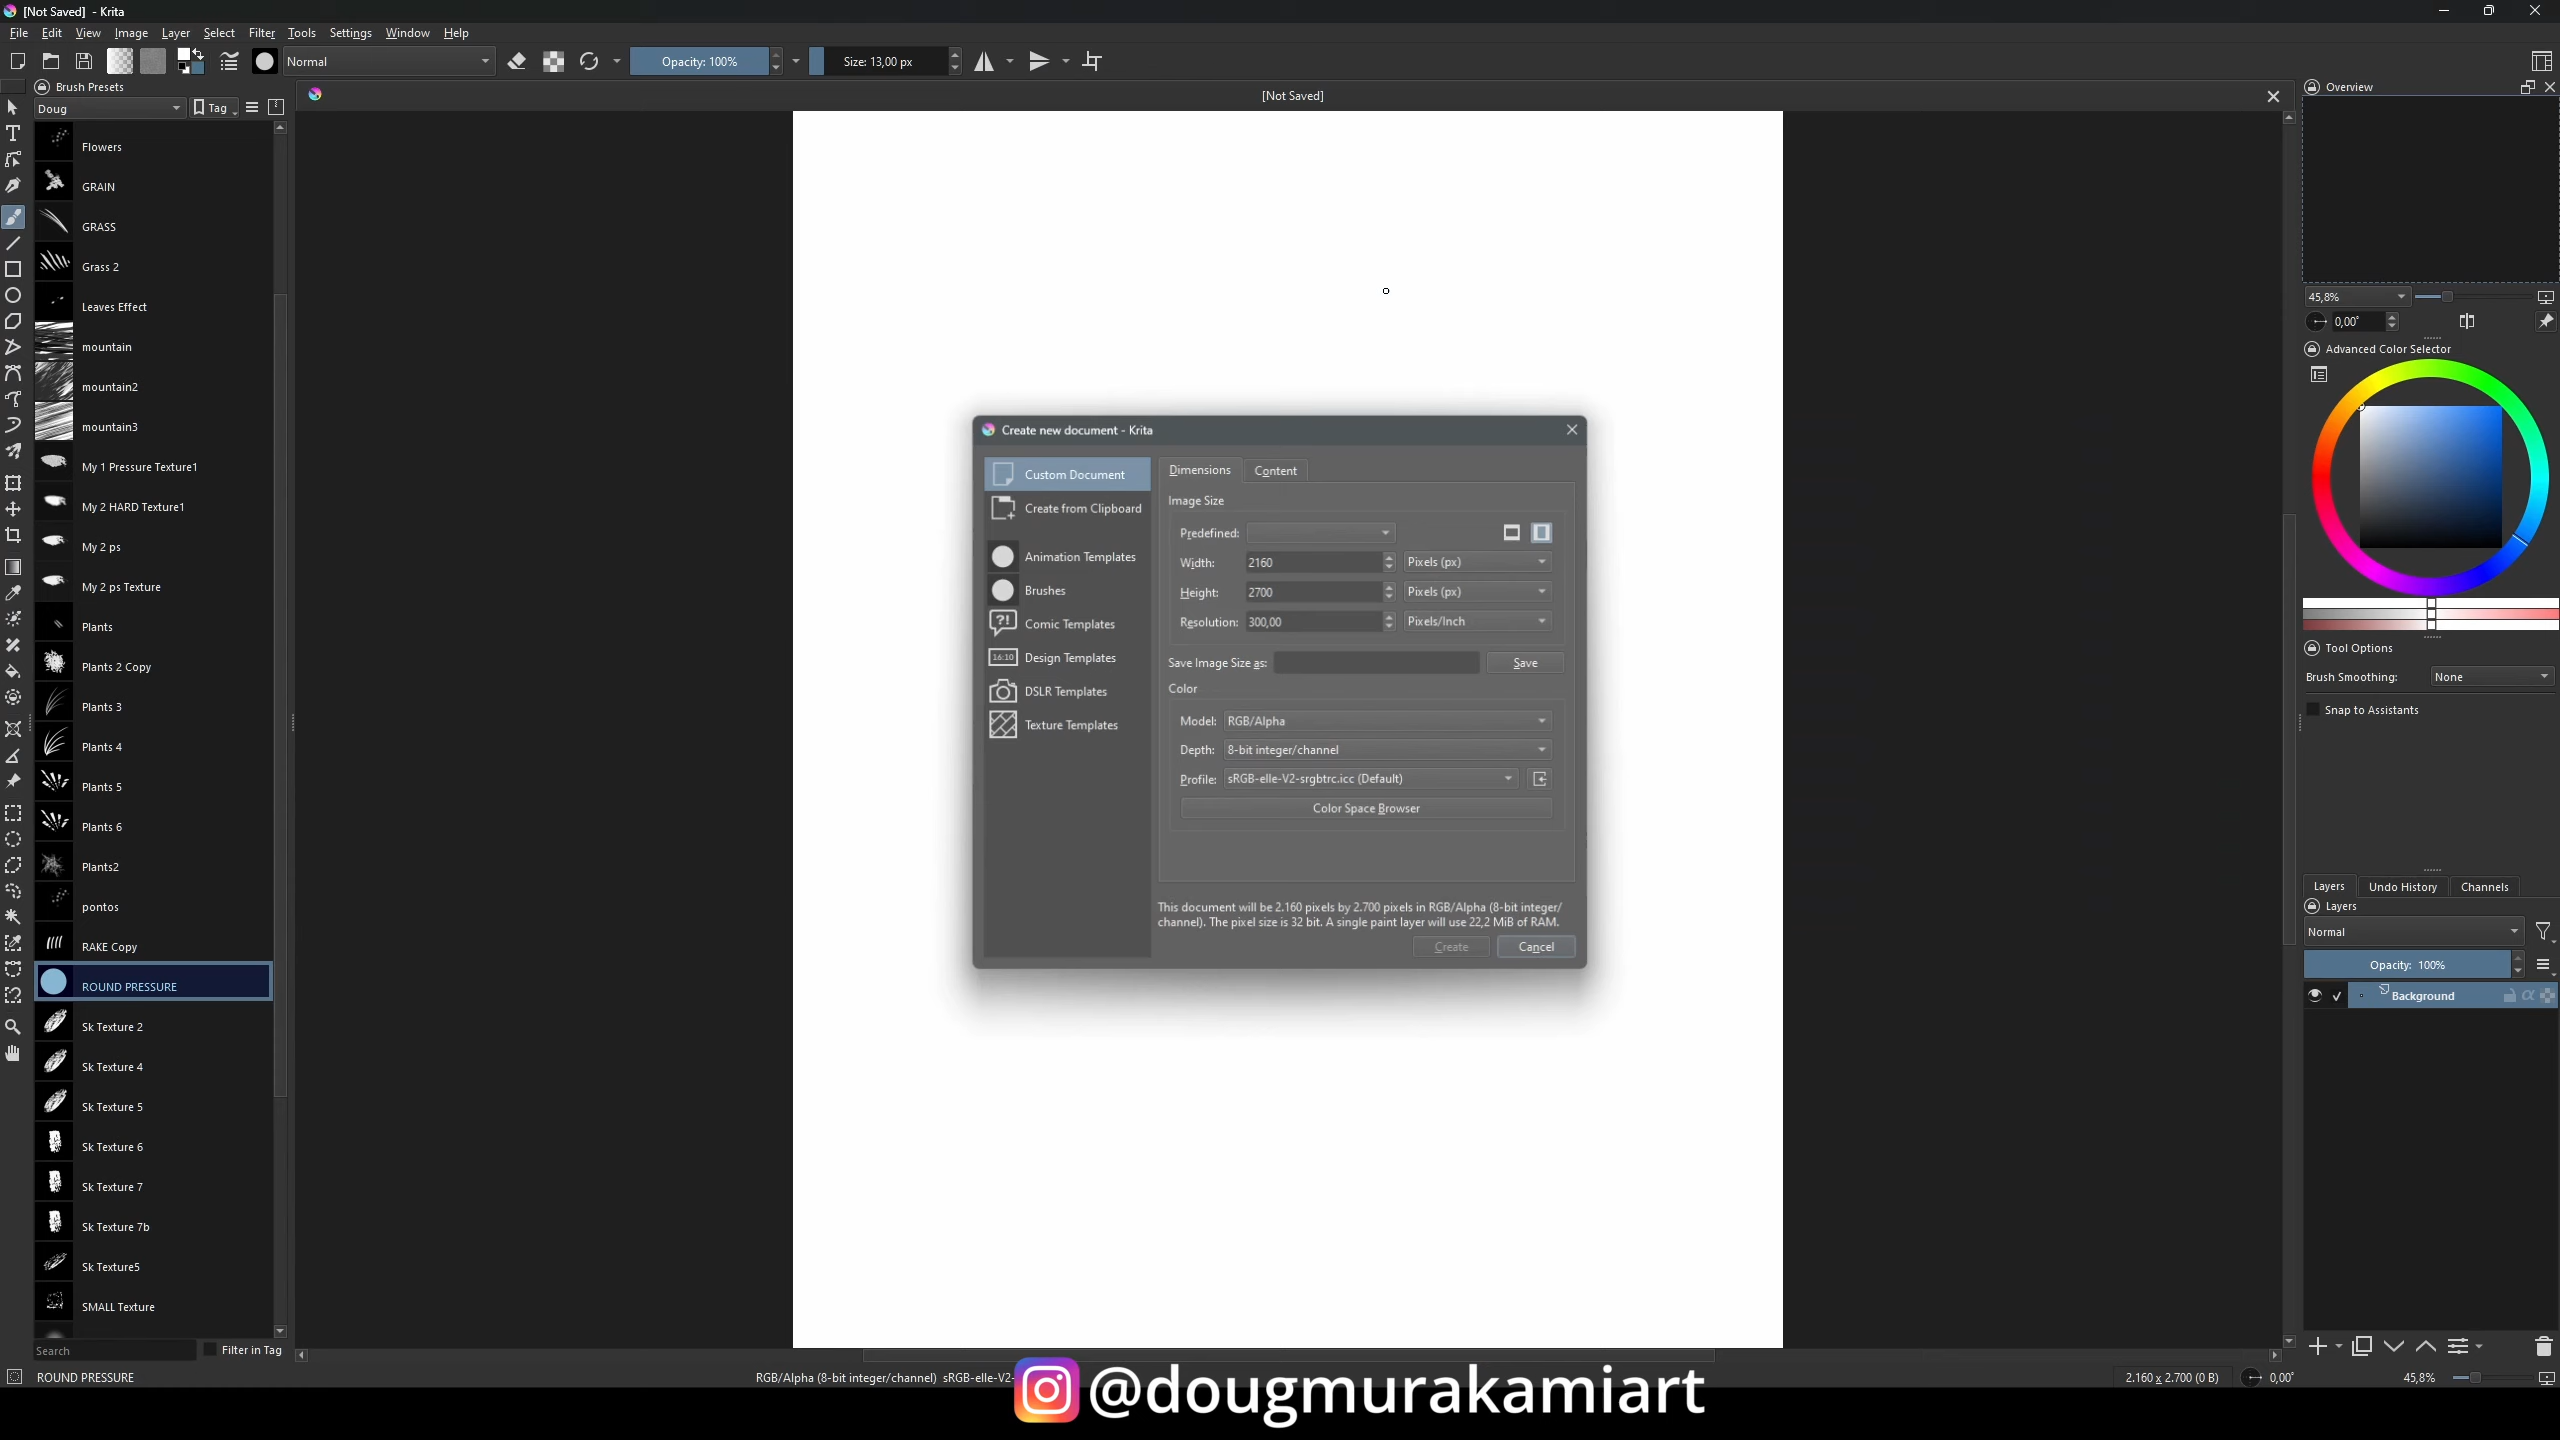 [Not Saved] - Krita
File Edit View Image Layer Select Filter Tools Settings Window Help
Normal
Opacity: 100%
Size: 13,00 px
Brush Presets
Doug
Tag
Flowers
GRAIN
GRASS
Grass 2
Leaves Effect
mountain
mountain2
mountain3
My 1 Pressure Texture1
My 2 HARD Texture1
My 2 ps
My 2 ps Texture
Plants
Plants 2 Copy
Plants 3
Plants 4
Plants 5
Plants 6
Plants2
pontos
RAKE Copy
ROUND PRESSURE
Sk Texture 2
Sk Texture 4
Sk Texture 5
Sk Texture 6
Sk Texture 7
Sk Texture 7b
Sk Texture5
SMALL Texture
Search
Filter in Tag
[Not Saved]
Create new document - Krita
Custom Document
Create from Clipboard
Animation Templates
Brushes
?! Comic Templates
16:10 Design Templates
DSLR Templates
Texture Templates
Dimensions Content
Image Size
Predefined:
Width: 2160 Pixels (px)
Height: 2700 Pixels (px)
Resolution: 300,00 Pixels/Inch
Save Image Size as: Save
Color
Model: RGB/Alpha
Depth: 8-bit integer/channel
Profile: sRGB-elle-V2-srgbtrc.icc (Default)
Color Space Browser
This document will be 2.160 pixels by 2.700 pixels in RGB/Alpha (8-bit integer/
channel). The pixel size is 32 bit. A single paint layer will use 22,2 MiB of RAM.
Create Cancel
Overview
45,8%
0,00°
Advanced Color Selector
Tool Options
Brush Smoothing: None
Snap to Assistants
Layers Undo History Channels
Layers
Normal
Opacity: 100%
Background
ROUND PRESSURE
RGB/Alpha (8-bit integer/channel) sRGB-elle-V2-
@dougmurakamiart
2.160 x 2.700 (0 B)
0,00°
45,8%